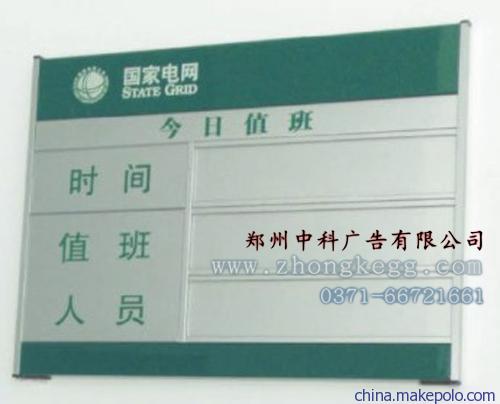 国家电网
STATE GRID
今日值班
时间
值班
人员
郑州中科广告有限公司
www.zhongkegg.com
0371-66721661
china.makepolo.com